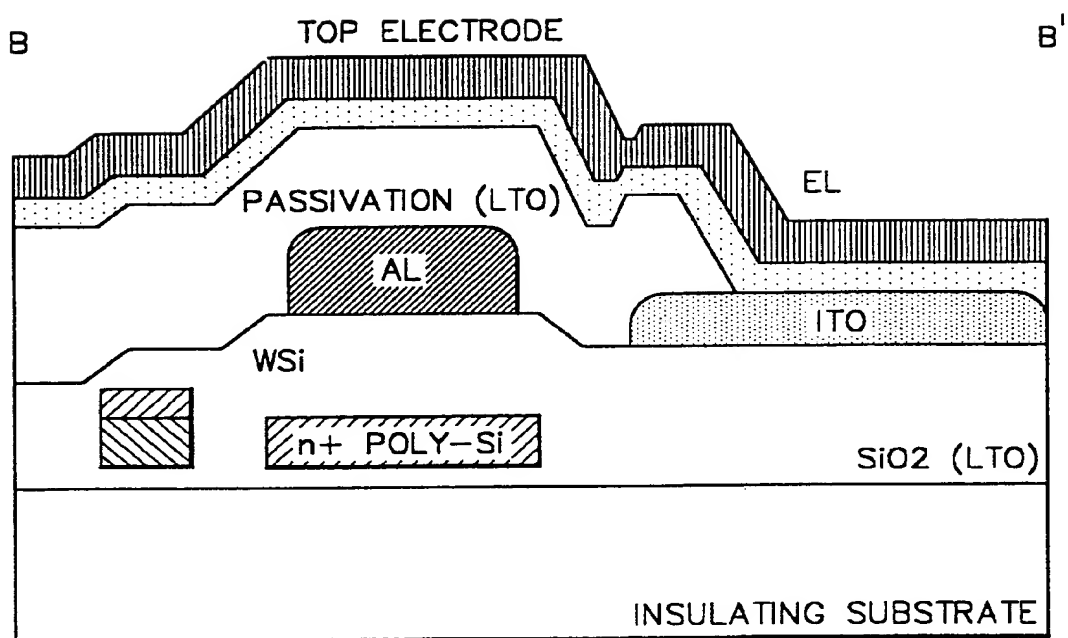 B
TOP ELECTRODE
B'
EL
PASSIVATION (LTO)
AL
ITO
WSi
n+ POLY-Si
SiO2 (LTO)
INSULATING SUBSTRATE